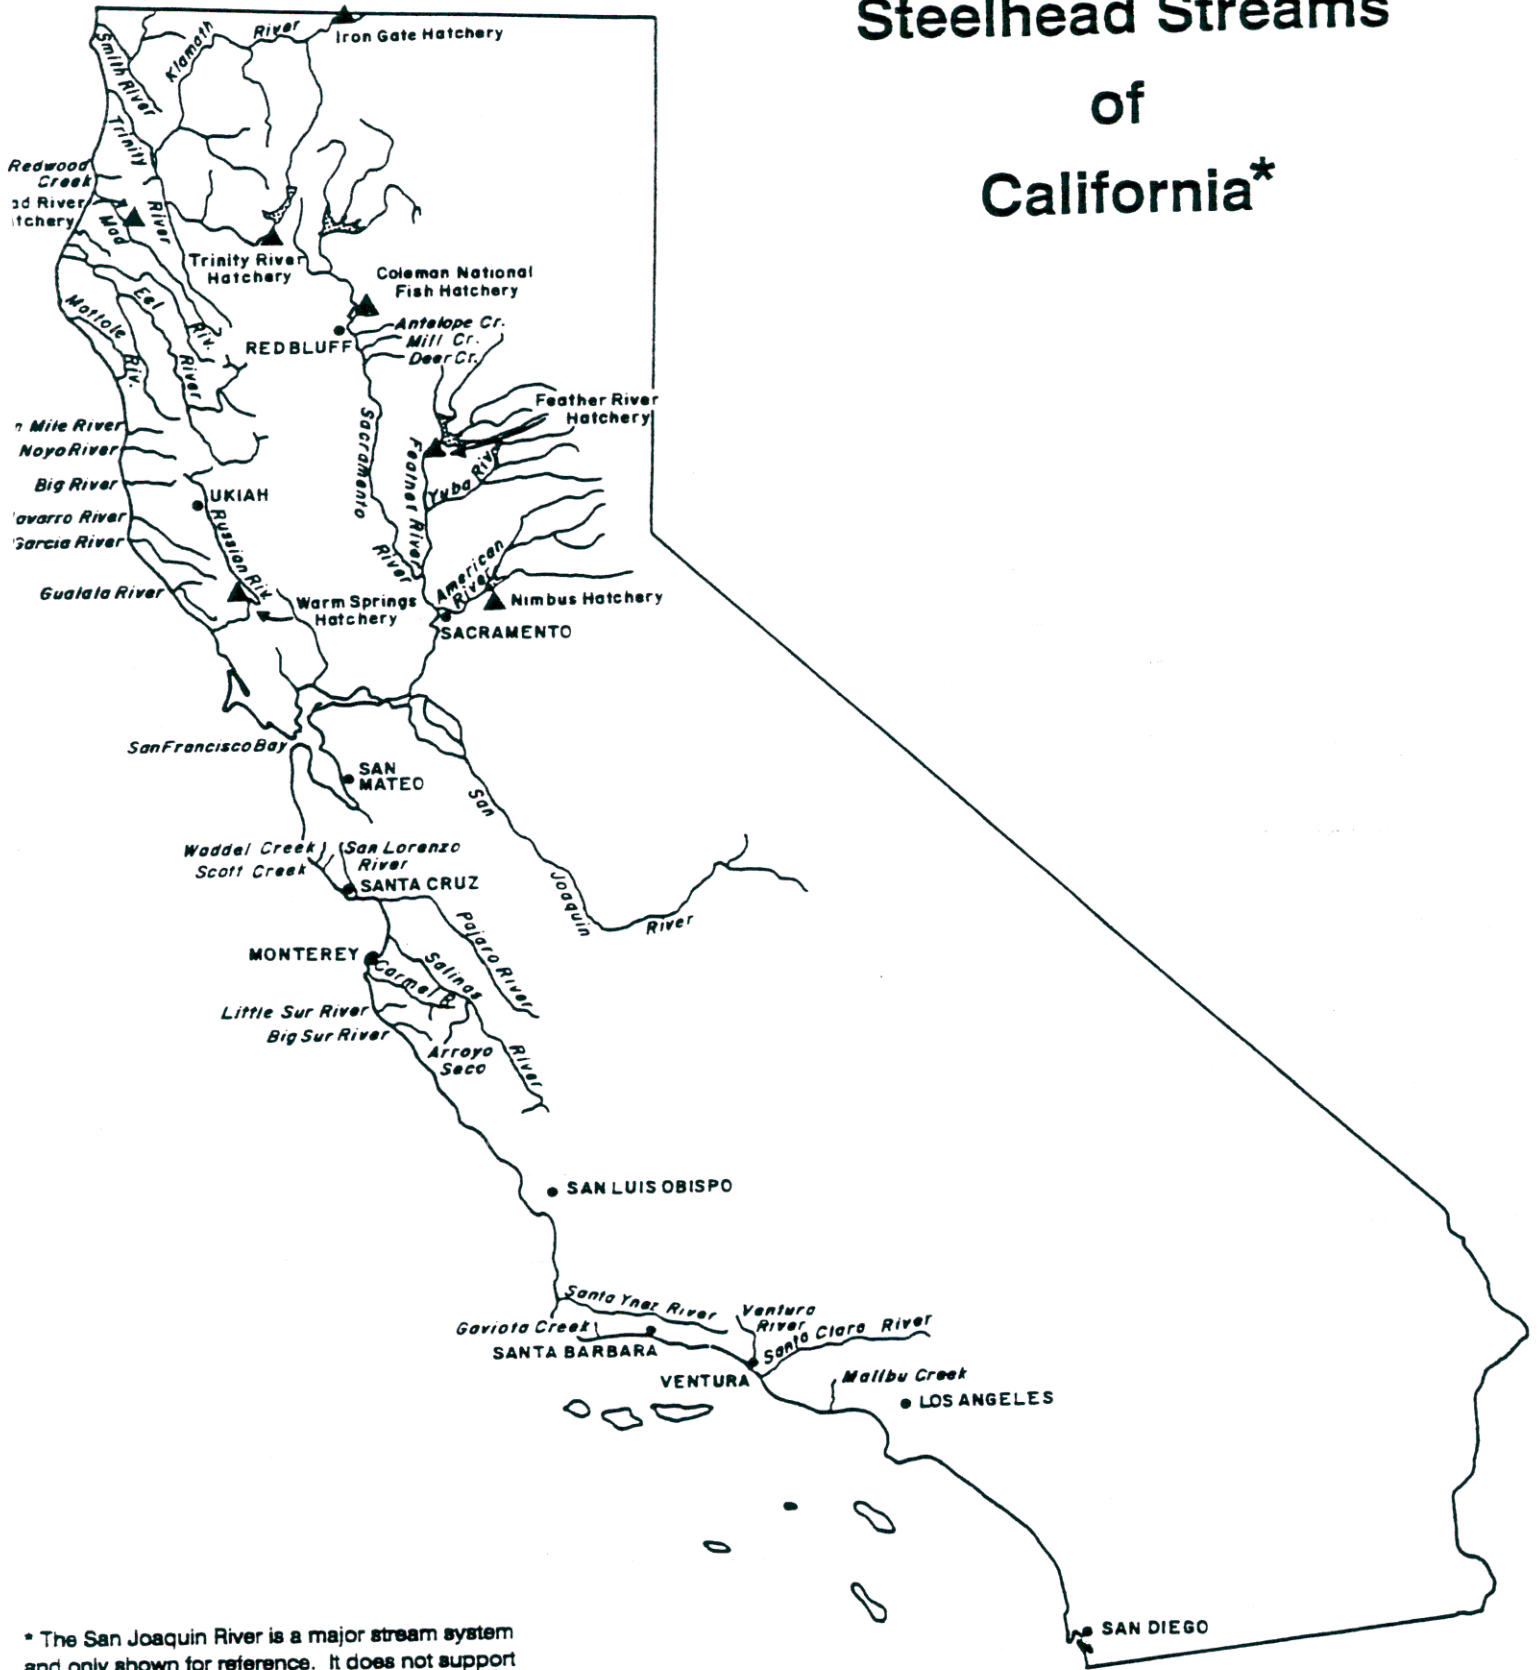 Steelhead Streams
of
California*
Klamath
River
Iron Gate Hatchery
Smith River
Trinity
River
Redwood
Creek
ad River
tchery
Mad
Trinity River
Hatchery
Coleman National
Fish Hatchery
Eel
River
Mattole
Riv.
Riv.
Antelope Cr.
Mill Cr.
Deer Cr.
RED BLUFF
Feather River
Hatchery
Sacramento
River
Feather River
Yuba Riv
n Mile River
Noyo River
Big River
UKIAH
avarro River
Garcia River
Russian Riv.
Gualala River
Warm Springs
Hatchery
American
River
Nimbus Hatchery
SACRAMENTO
San Francisco Bay
SAN
MATEO
San
Joaquin
River
Waddel Creek
San Lorenzo
River
Scott Creek
SANTA CRUZ
Pajaro River
MONTEREY
Salinas
River
Carmel R.
Little Sur River
Big Sur River
Arroyo
Seco
SAN LUIS OBISPO
Santa Ynez River
Ventura
River
Gaviota Creek
Santa Clara River
SANTA BARBARA
VENTURA
Malibu Creek
LOS ANGELES
SAN DIEGO
* The San Joaquin River is a major stream system
and only shown for reference. It does not support